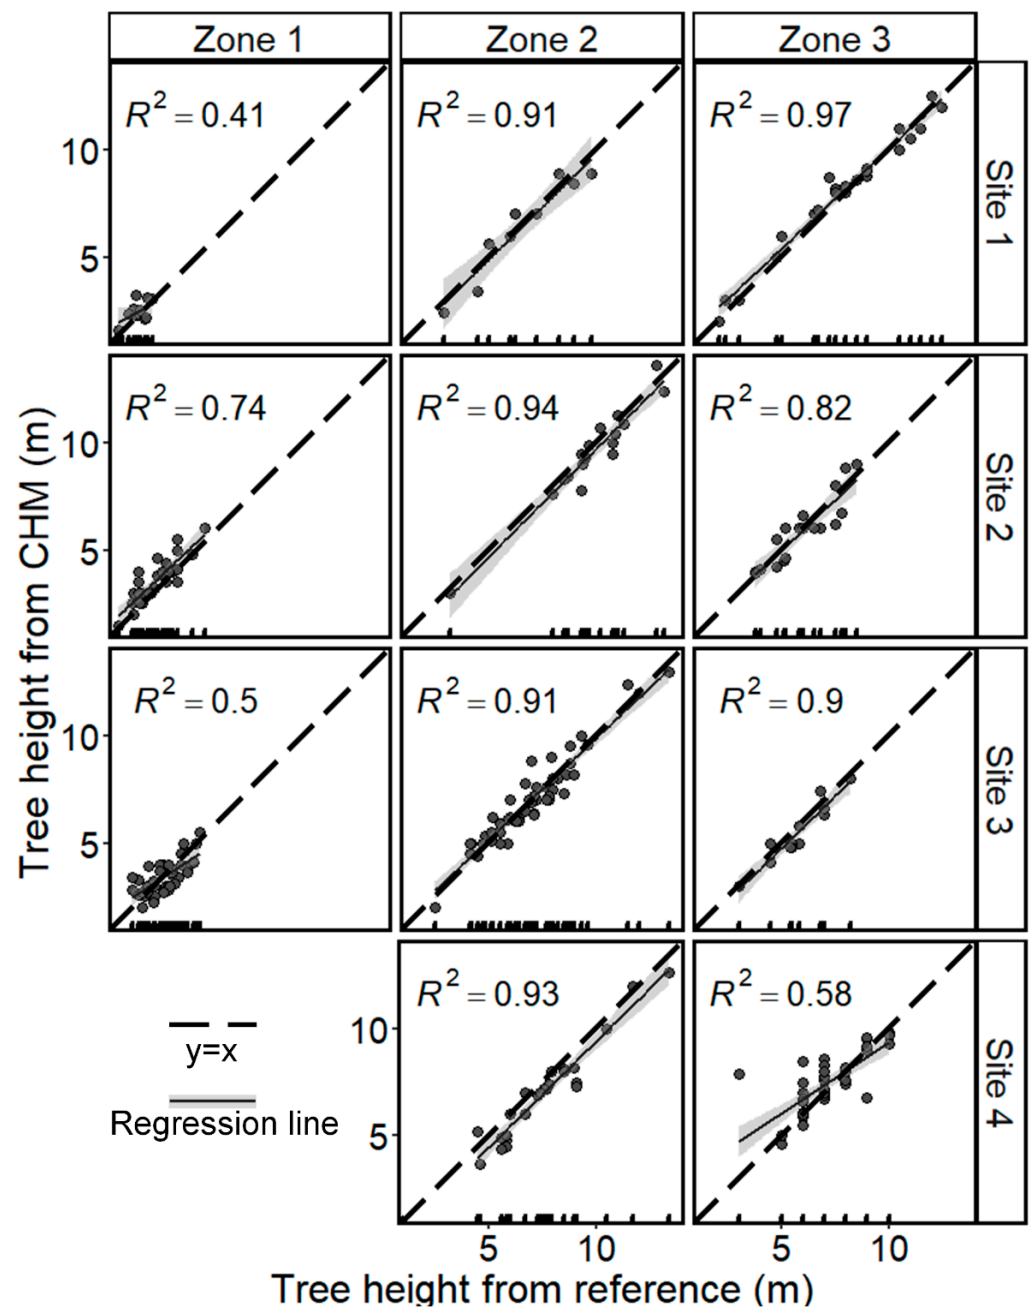 Zone 1 Zone 2 Zone 3
R² = 0.41 R² = 0.91 R² = 0.97
10
5
Site 1
R² = 0.74 R² = 0.94 R² = 0.82
10
5
Site 2
R² = 0.5 R² = 0.91 R² = 0.9
10
5
Site 3
R² = 0.93 R² = 0.58
10
5
Site 4
y=x
Regression line
5 10 5 10
Tree height from reference (m)
Tree height from CHM (m)